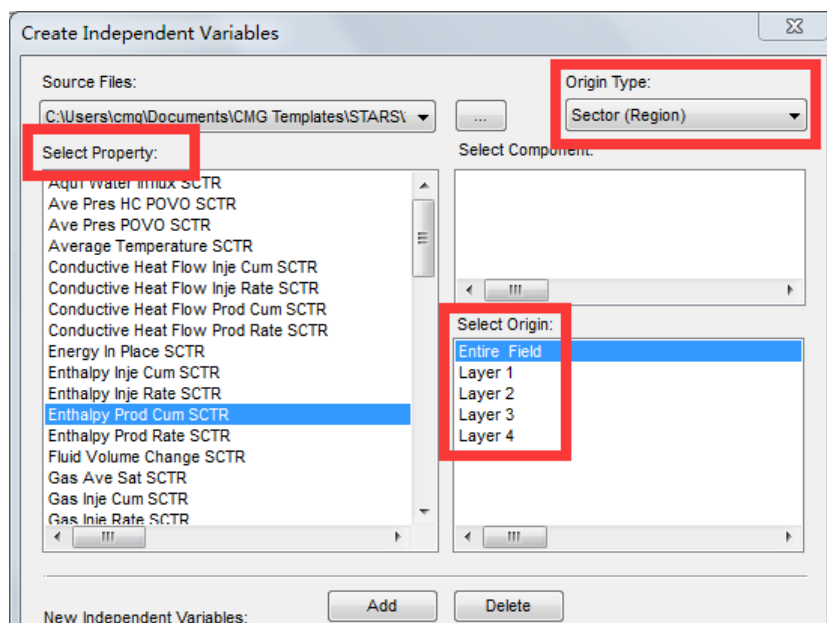 Create Independent Variables
Source Files:
Origin Type:
C:\Users\cmg\Documents\CMG Templates\STARS\
...
Sector (Region)
Select Property:
Select Component:
Aqui Water Influx SCTR
Ave Pres HC POVO SCTR
Ave Pres POVO SCTR
Average Temperature SCTR
Conductive Heat Flow Inje Cum SCTR
Conductive Heat Flow Inje Rate SCTR
Conductive Heat Flow Prod Cum SCTR
Conductive Heat Flow Prod Rate SCTR
Energy In Place SCTR
Enthalpy Inje Cum SCTR
Enthalpy Inje Rate SCTR
Enthalpy Prod Cum SCTR
Enthalpy Prod Rate SCTR
Fluid Volume Change SCTR
Gas Ave Sat SCTR
Gas Inje Cum SCTR
Gas Inje Rate SCTR
Select Origin:
Entire Field
Layer 1
Layer 2
Layer 3
Layer 4
New Independent Variables:
Add
Delete